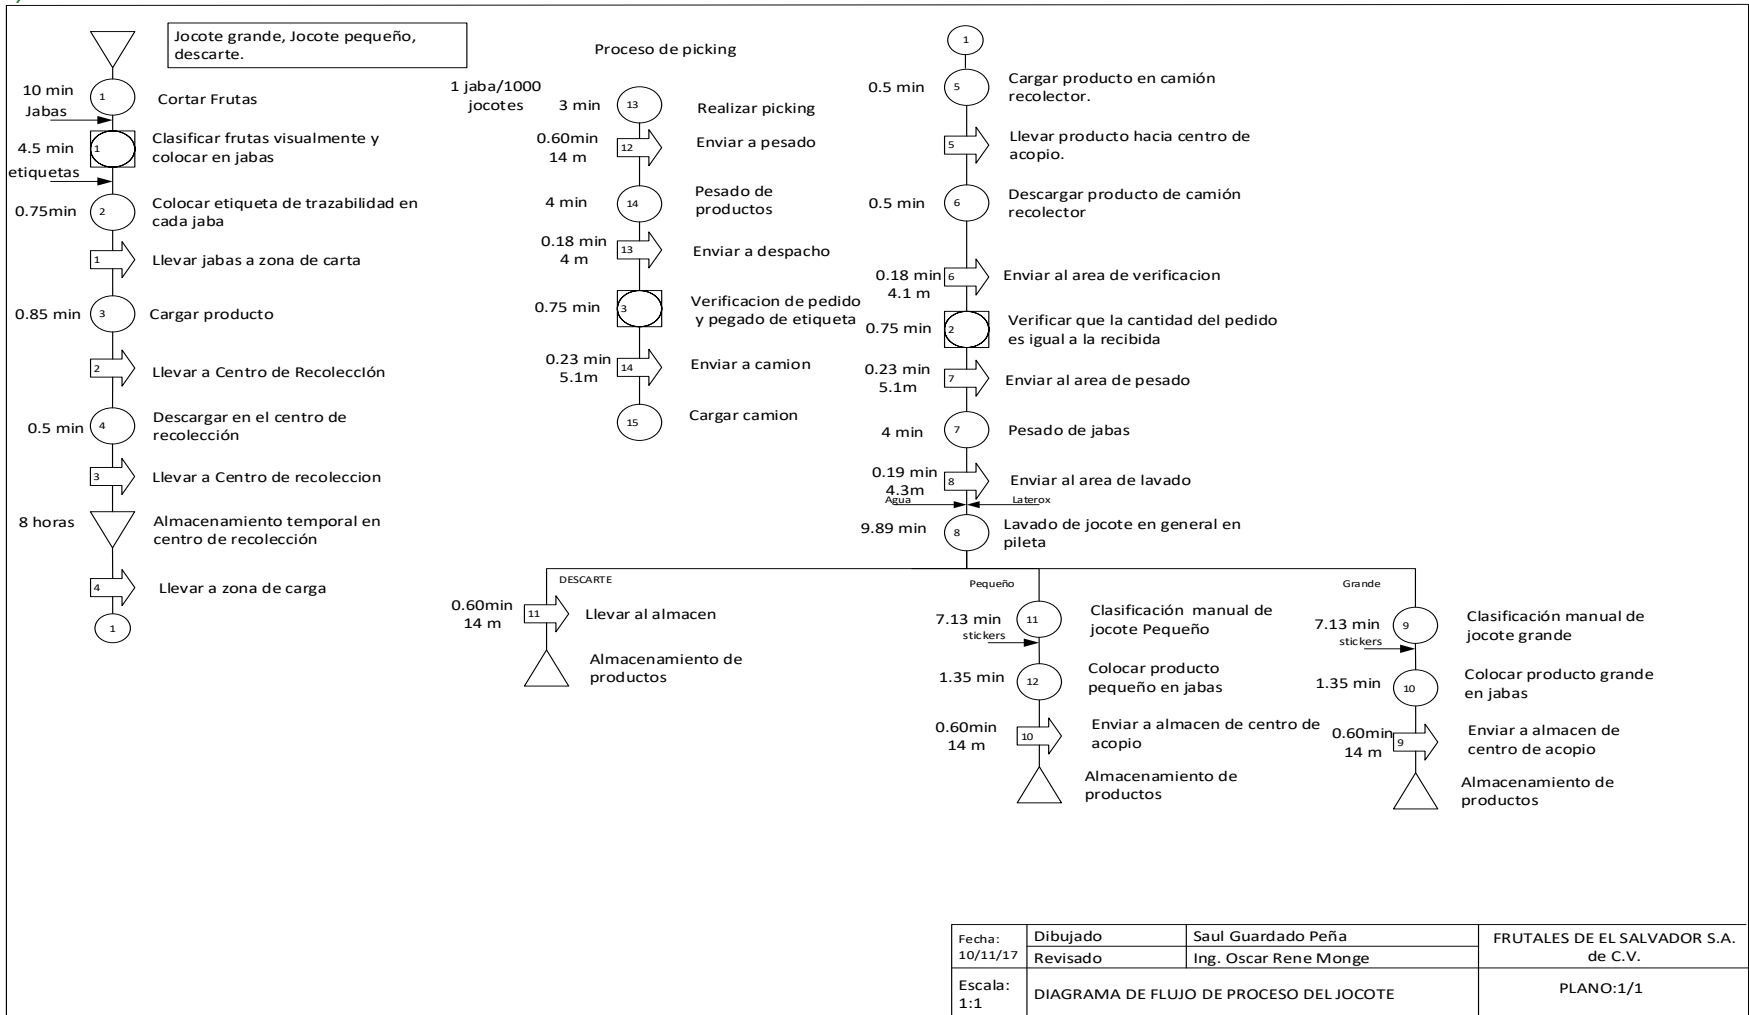 Jocote grande, Jocote pequeño,
descarte.
10 min
Jabas
1
Cortar Frutas
4.5 min
1
Clasificar frutas visualmente y
colocar en jabas
etiquetas
0.75min
2
Colocar etiqueta de trazabilidad en
cada jaba
1
Llevar jabas a zona de carta
0.85 min
3
Cargar producto
2
Llevar a Centro de RecoleccIón
0.5 min
4
Descargar en el centro de
recolección
3
Llevar a Centro de recoleccion
8 horas
Almacenamiento temporal en
centro de recolección
4
Llevar a zona de carga
1
Proceso de picking
1 jaba/1000
jocotes
3 min
13
Realizar picking
0.60min
14 m
12
Enviar a pesado
4 min
14
Pesado de
productos
0.18 min
4 m
13
Enviar a despacho
0.75 min
3
Verificacion de pedido
y pegado de etiqueta
0.23 min
5.1m
14
Enviar a camion
15
Cargar camion
1
0.5 min
5
Cargar producto en camión
recolector.
5
Llevar producto hacia centro de
acopio.
0.5 min
6
Descargar producto de camión
recolector
0.18 min
4.1 m
6
Enviar al area de verificacion
0.75 min
2
Verificar que la cantidad del pedido
es igual a la recibida
0.23 min
5.1m
7
Enviar al area de pesado
4 min
7
Pesado de jabas
0.19 min
4.3m
8
Enviar al area de lavado
Agua
Laterox
9.89 min
8
Lavado de jocote en general en
pileta
DESCARTE
0.60min
14 m
11
Llevar al almacen
Almacenamiento de
productos
Pequeño
7.13 min
11
Clasificación manual de
jocote Pequeño
stickers
1.35 min
12
Colocar producto
pequeño en jabas
0.60min
14 m
10
Enviar a almacen de centro de
acopio
Almacenamiento de
productos
Grande
7.13 min
9
Clasificación manual de
jocote grande
stickers
1.35 min
10
Colocar producto grande
en jabas
0.60min
14 m
9
Enviar a almacen de
centro de acopio
Almacenamiento de
productos
Fecha:
10/11/17
Dibujado
Saul Guardado Peña
Revisado
Ing. Oscar Rene Monge
FRUTALES DE EL SALVADOR S.A.
de C.V.
Escala:
1:1
DIAGRAMA DE FLUJO DE PROCESO DEL JOCOTE
PLANO:1/1